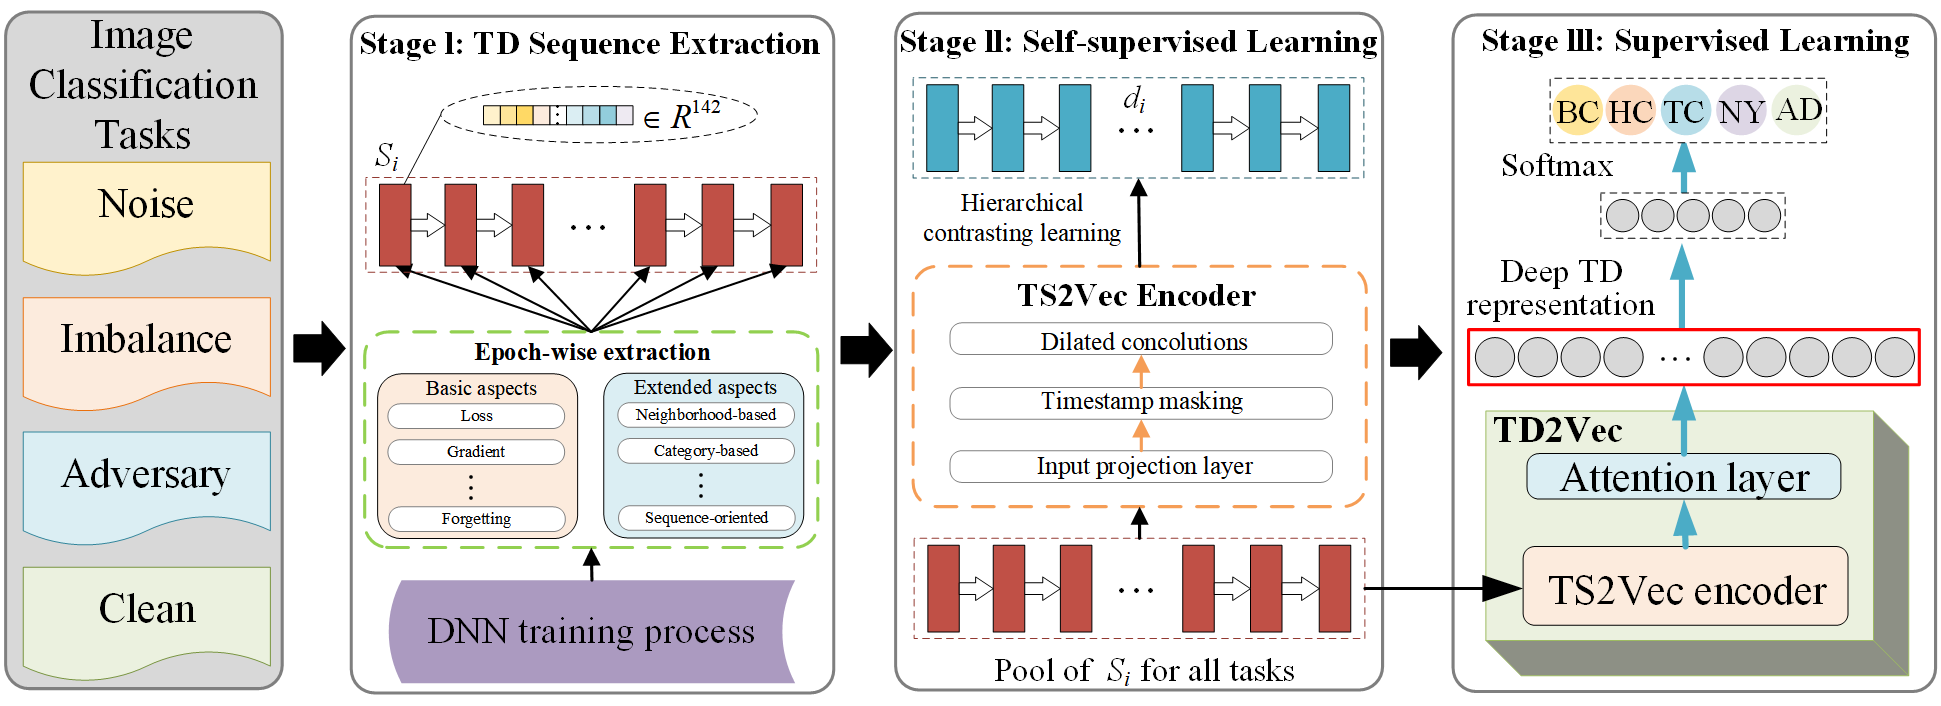 Image
Classification
Tasks
Noise
Imbalance
Adversary
Clean
Stage I: TD Sequence Extraction
∈ R^142
S_i
...
Epoch-wise extraction
Basic aspects
Loss
Gradient
⋮
Forgetting
Extended aspects
Neighborhood-based
Category-based
⋮
Sequence-oriented
DNN training process
Stage II: Self-supervised Learning
d_i
...
Hierarchical
contrasting learning
TS2Vec Encoder
Dilated concolutions
Timestamp masking
Input projection layer
...
Pool of S_i for all tasks
Stage III: Supervised Learning
BC HC TC NY AD
Softmax
Deep TD
representation
...
TD2Vec
Attention layer
TS2Vec encoder